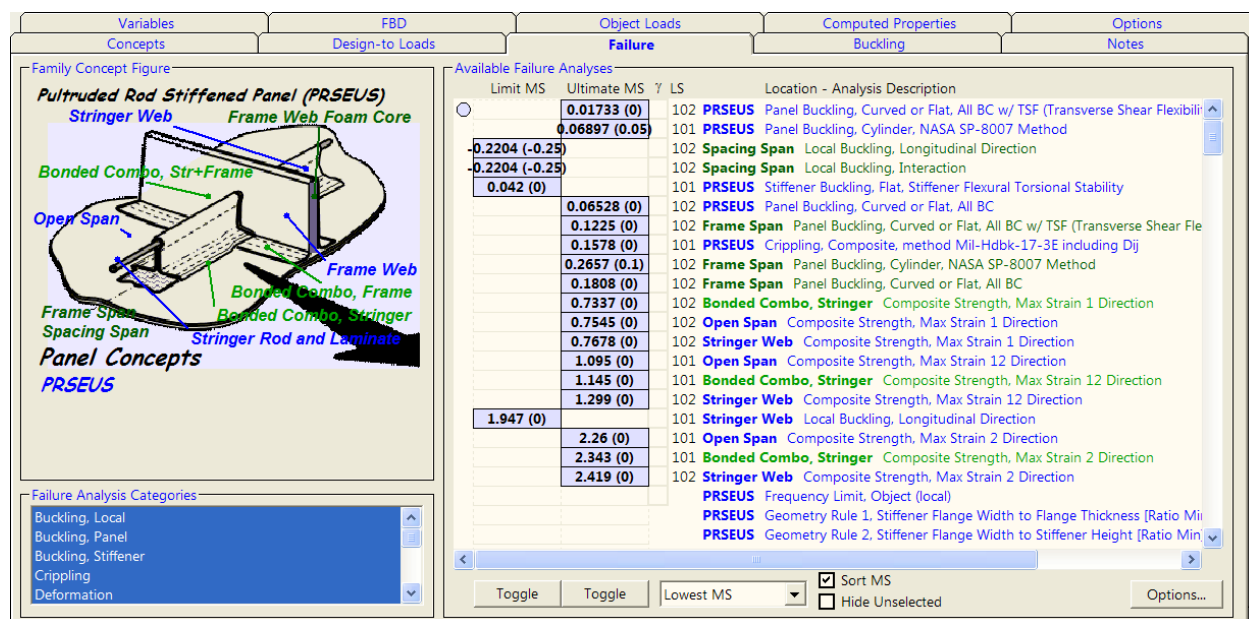 Variables
FBD
Object Loads
Computed Properties
Options
Concepts
Design-to Loads
Failure
Buckling
Notes
Family Concept Figure
Pultruded Rod Stiffened Panel (PRSEUS)
Stringer Web
Frame Web Foam Core
Bonded Combo, Str+Frame
Open Span
Frame Web
Bonded Combo, Frame
Frame Span
Bonded Combo, Stringer
Spacing Span
Stringer Rod and Laminate
Panel Concepts
PRSEUS
Failure Analysis Categories
Buckling, Local
Buckling, Panel
Buckling, Stiffener
Crippling
Deformation
Available Failure Analyses
Limit MS Ultimate MS γ LS Location - Analysis Description
0.01733 (0) 102 PRSEUS Panel Buckling, Curved or Flat, All BC w/ TSF (Transverse Shear Flexibilit
0.06897 (0.05) 101 PRSEUS Panel Buckling, Cylinder, NASA SP-8007 Method
-0.2204 (-0.25) 102 Spacing Span Local Buckling, Longitudinal Direction
-0.2204 (-0.25) 102 Spacing Span Local Buckling, Interaction
0.042 (0) 101 PRSEUS Stiffener Buckling, Flat, Stiffener Flexural Torsional Stability
0.06528 (0) 102 PRSEUS Panel Buckling, Curved or Flat, All BC
0.1225 (0) 102 Frame Span Panel Buckling, Curved or Flat, All BC w/ TSF (Transverse Shear Fle
0.1578 (0) 101 PRSEUS Crippling, Composite, method Mil-Hdbk-17-3E including Dij
0.2657 (0.1) 102 Frame Span Panel Buckling, Cylinder, NASA SP-8007 Method
0.1808 (0) 102 Frame Span Panel Buckling, Curved or Flat, All BC
0.7337 (0) 102 Bonded Combo, Stringer Composite Strength, Max Strain 1 Direction
0.7545 (0) 102 Open Span Composite Strength, Max Strain 1 Direction
0.7678 (0) 102 Stringer Web Composite Strength, Max Strain 1 Direction
1.095 (0) 101 Open Span Composite Strength, Max Strain 12 Direction
1.145 (0) 101 Bonded Combo, Stringer Composite Strength, Max Strain 12 Direction
1.299 (0) 102 Stringer Web Composite Strength, Max Strain 12 Direction
1.947 (0) 101 Stringer Web Local Buckling, Longitudinal Direction
2.26 (0) 101 Open Span Composite Strength, Max Strain 2 Direction
2.343 (0) 101 Bonded Combo, Stringer Composite Strength, Max Strain 2 Direction
2.419 (0) 102 Stringer Web Composite Strength, Max Strain 2 Direction
PRSEUS Frequency Limit, Object (local)
PRSEUS Geometry Rule 1, Stiffener Flange Width to Flange Thickness [Ratio Mi
PRSEUS Geometry Rule 2, Stiffener Flange Width to Stiffener Height [Ratio Min
Toggle
Toggle
Lowest MS
Sort MS
Hide Unselected
Options...